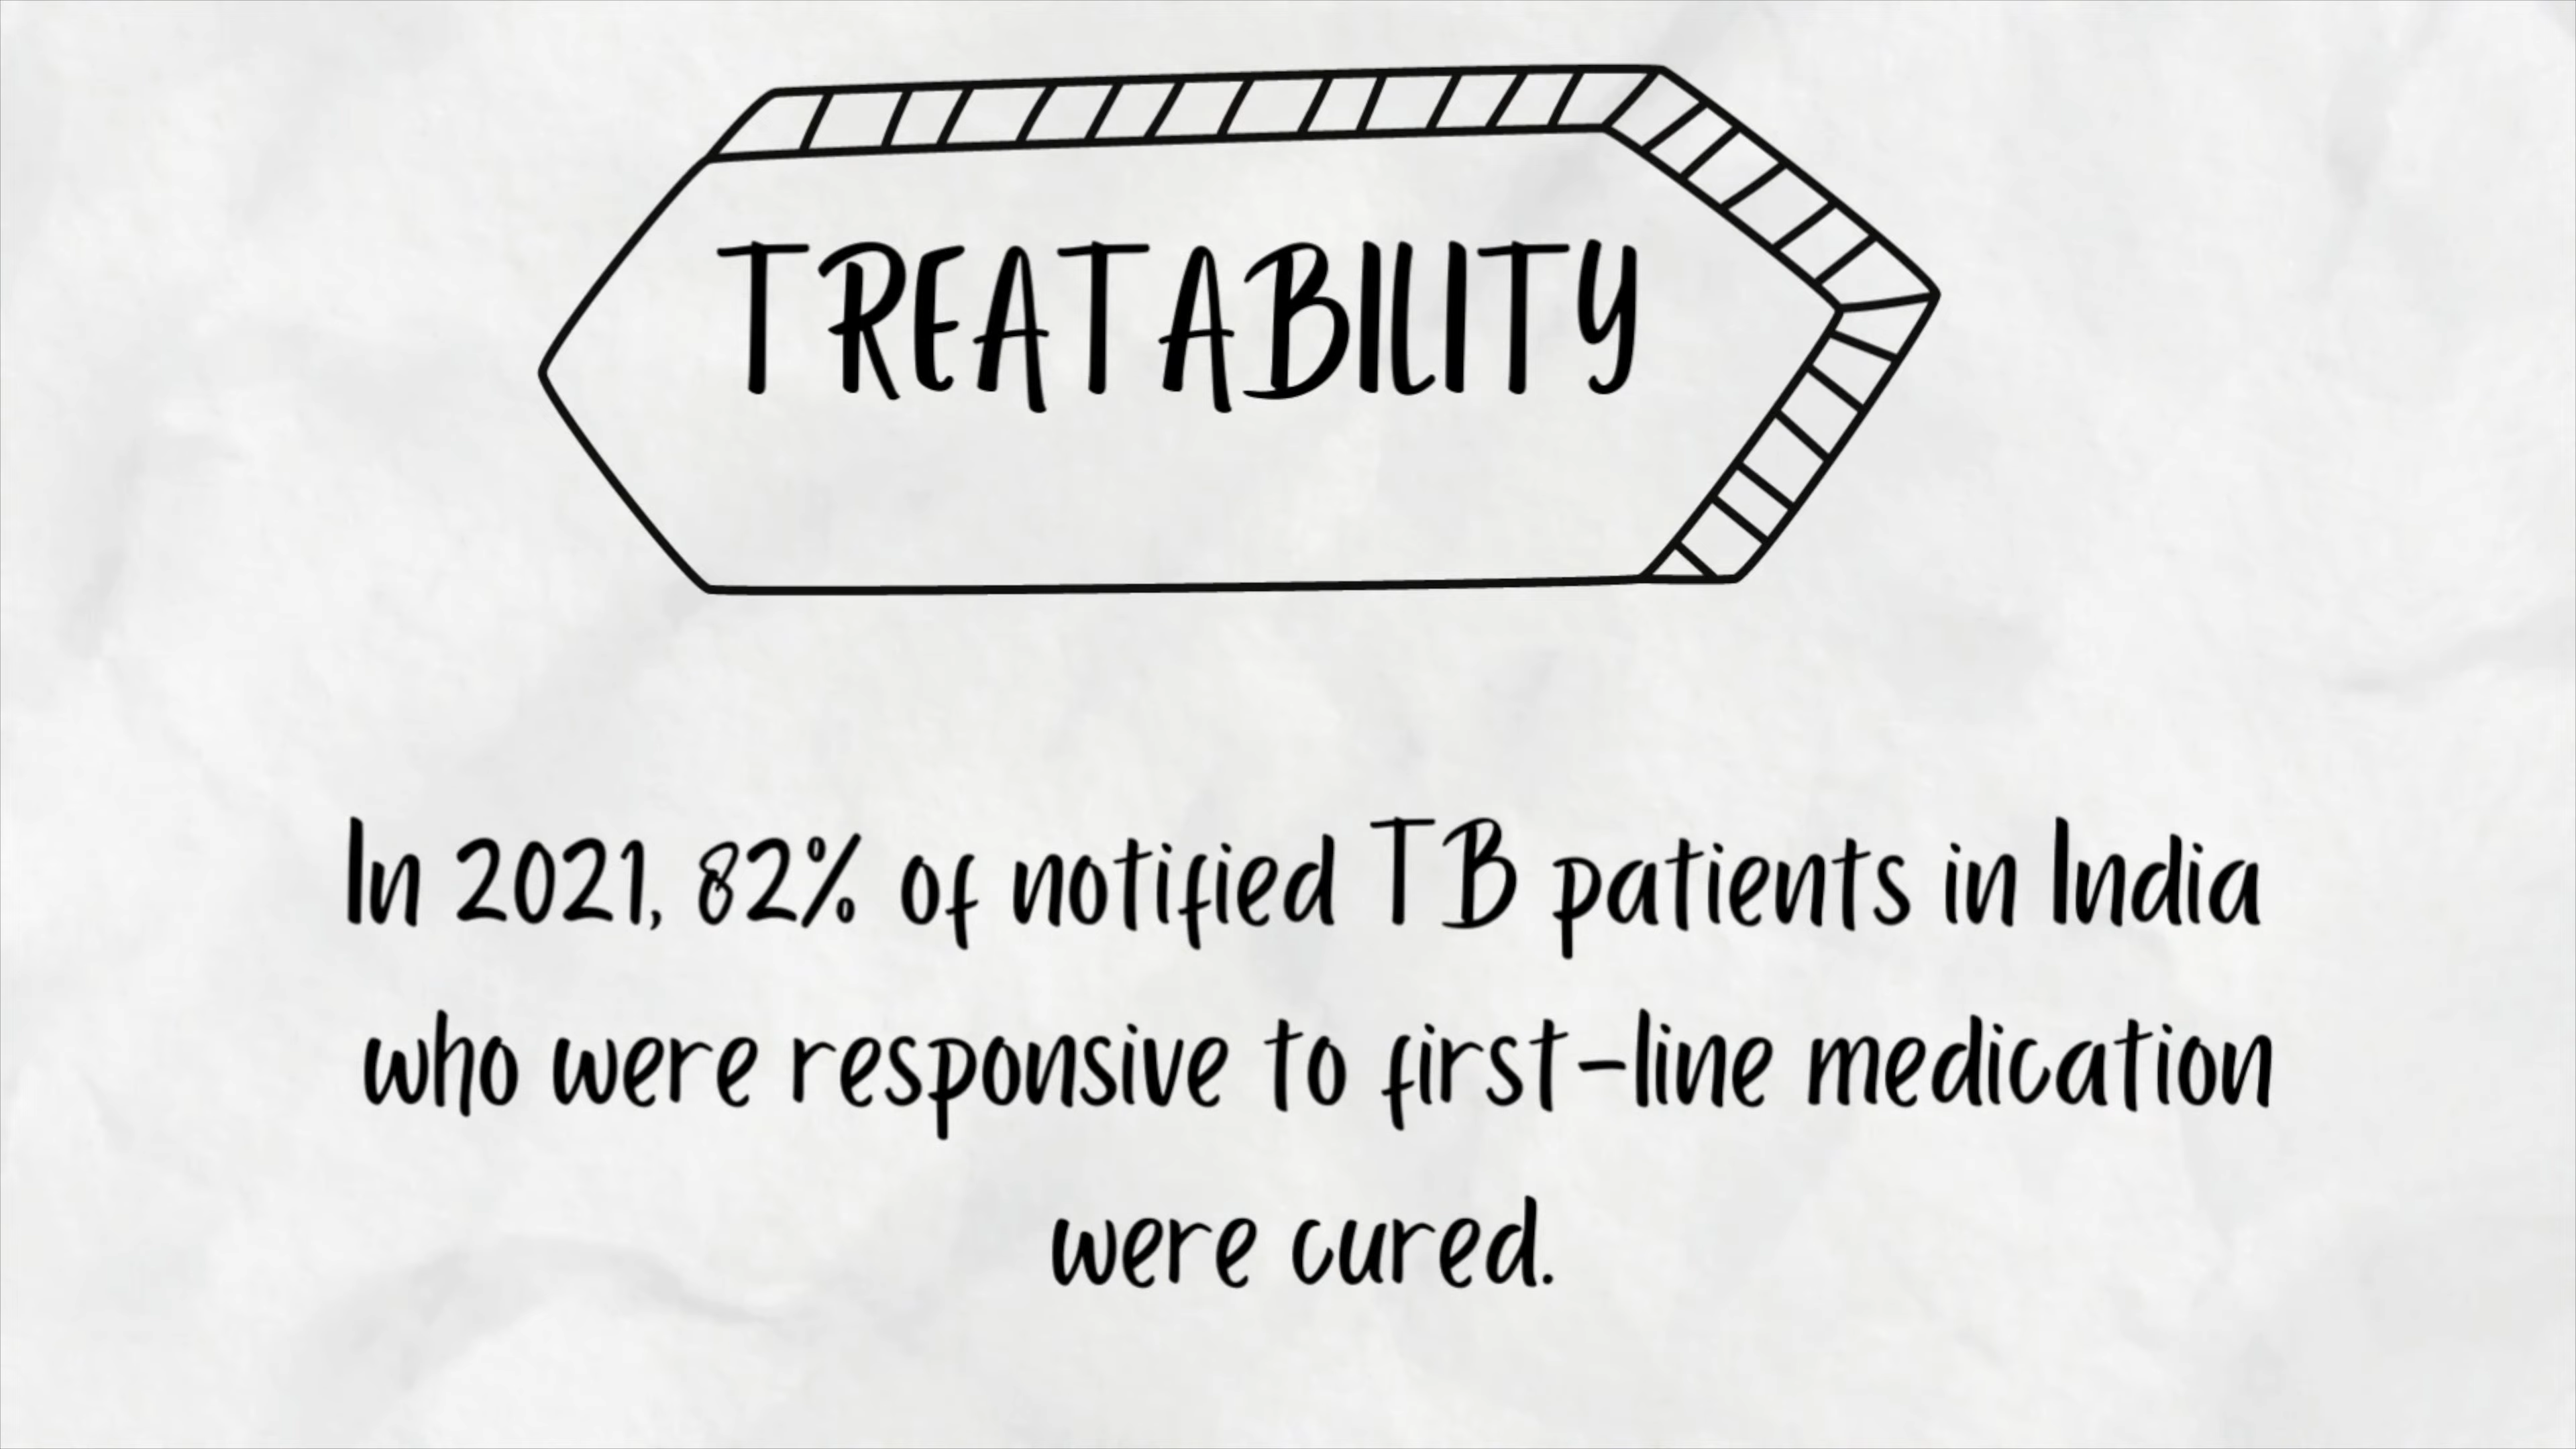 TREATABILITY
In 2021, 82% of notified TB patients in India
who were responsive to first-line medication
were cured.